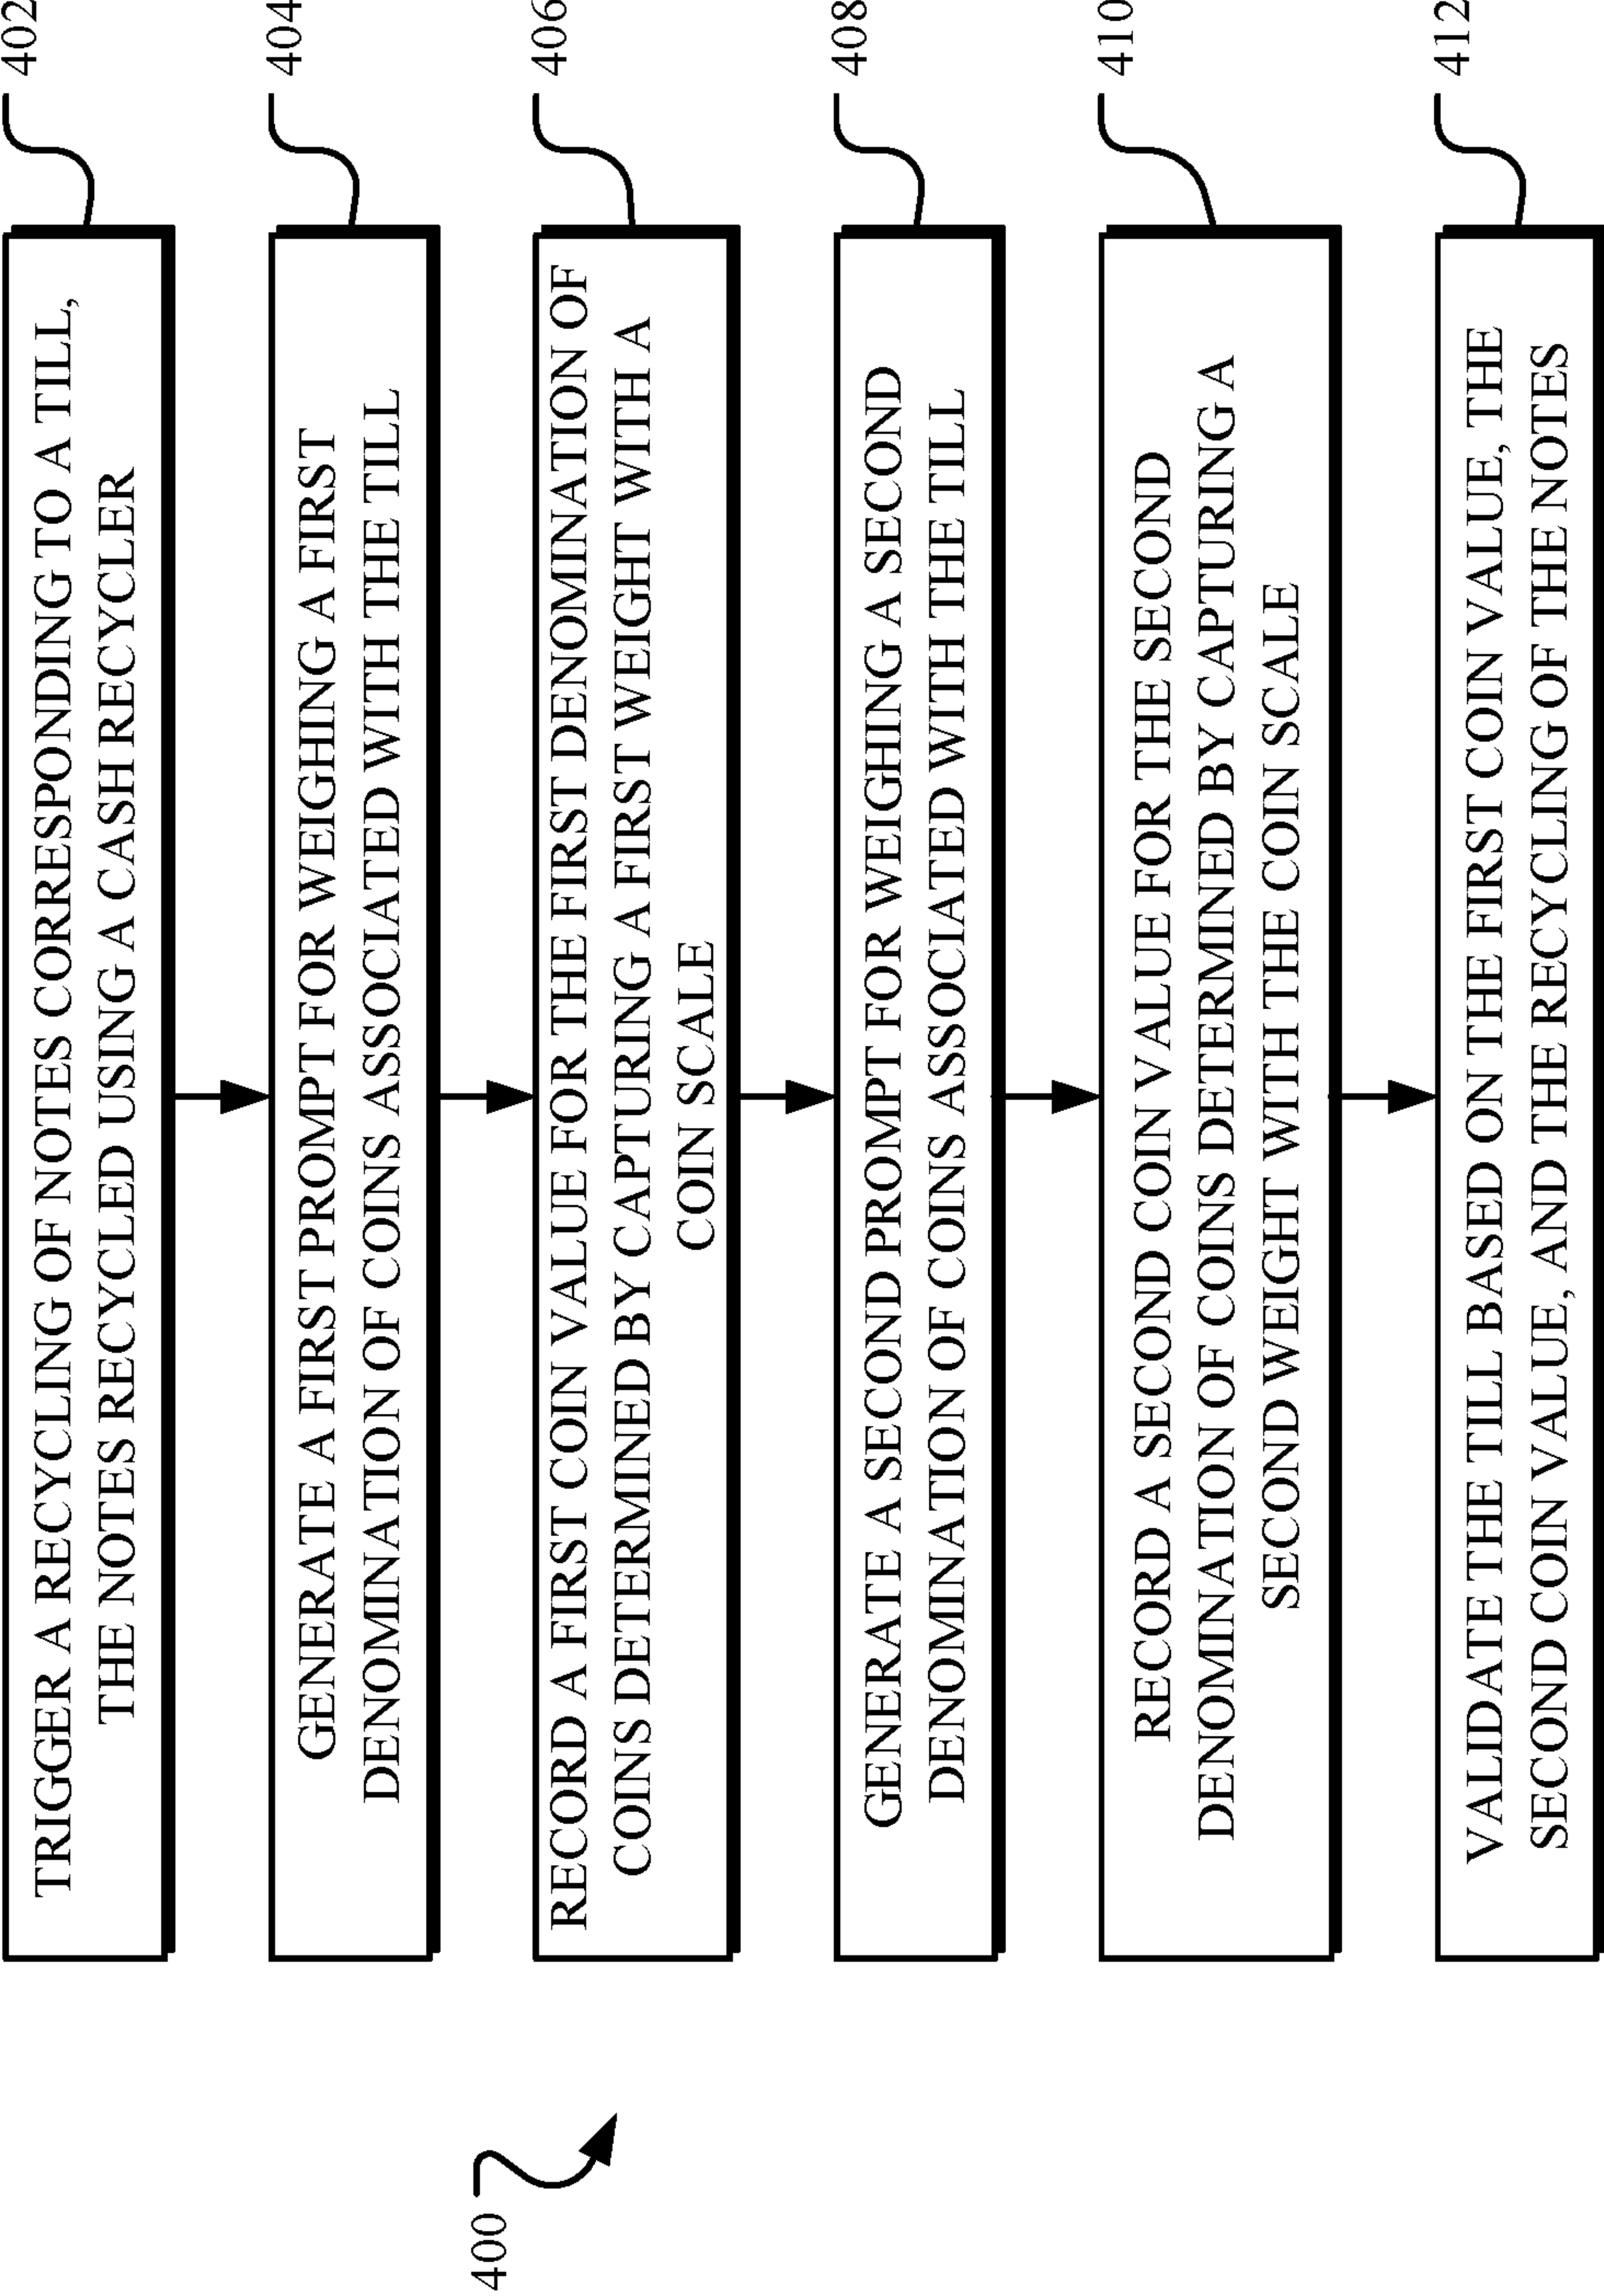 400
TRIGGER A RECYCLING OF NOTES CORRESPONDING TO A TILL,
THE NOTES RECYCLED USING A CASH RECYCLER
402
GENERATE A FIRST PROMPT FOR WEIGHING A FIRST
DENOMINATION OF COINS ASSOCIATED WITH THE TILL
404
RECORD A FIRST COIN VALUE FOR THE FIRST DENOMINATION OF
COINS DETERMINED BY CAPTURING A FIRST WEIGHT WITH A
COIN SCALE
406
GENERATE A SECOND PROMPT FOR WEIGHING A SECOND
DENOMINATION OF COINS ASSOCIATED WITH THE TILL
408
RECORD A SECOND COIN VALUE FOR THE SECOND
DENOMINATION OF COINS DETERMINED BY CAPTURING A
SECOND WEIGHT WITH THE COIN SCALE
410
VALIDATE THE TILL BASED ON THE FIRST COIN VALUE, THE
SECOND COIN VALUE, AND THE RECYCLING OF THE NOTES
412